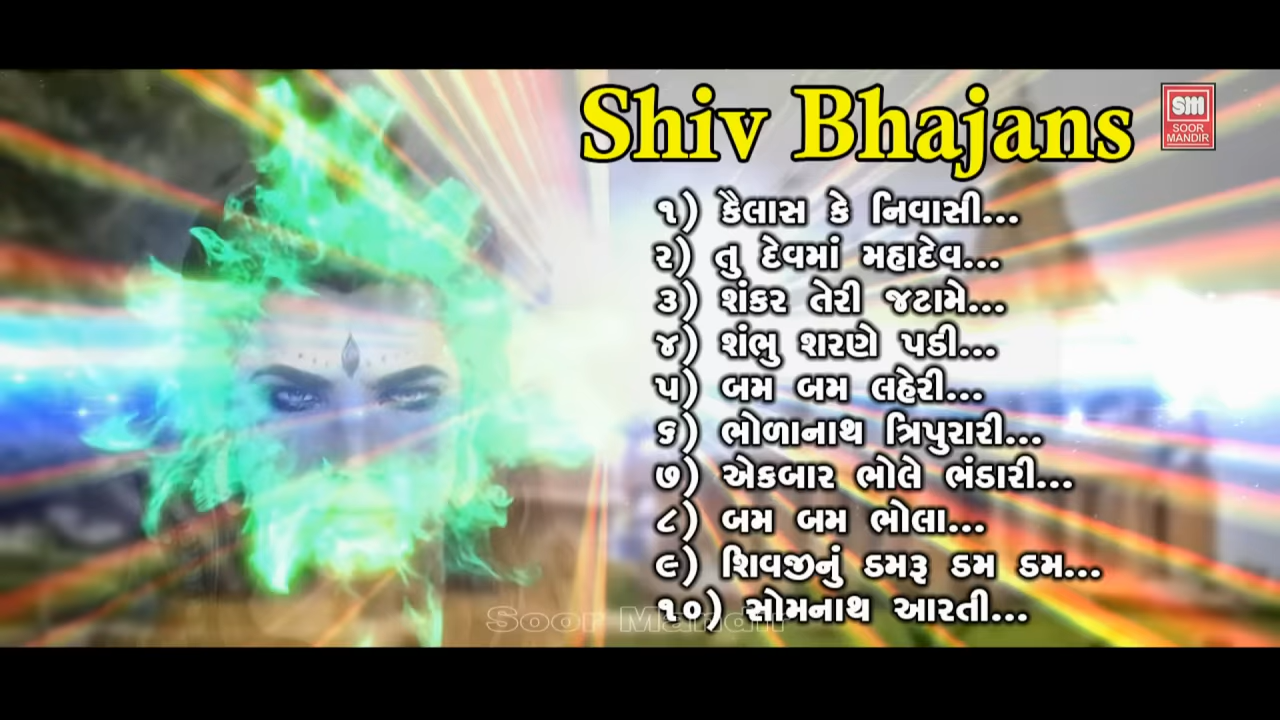 Shiv Bhajans
SM
SOOR
MANDIR
૧) કૈલાસ કે નિવાસી...
૨) તુ દેવમાં મહાદેવ...
૩) શંકર તેરી જટામે...
૪) શંભુ શરણે પડી...
૫) બમ બમ લહેરી...
૬) ભોળાનાથ ત્રિપુરારી...
૭) એકબાર ભોલે ભંડારી...
૮) બમ બમ ભોલા...
૯) શિવજીનું ડમરૂ ડમ ડમ...
૧૦) સોમનાથ આરતી...
Soor Mandir